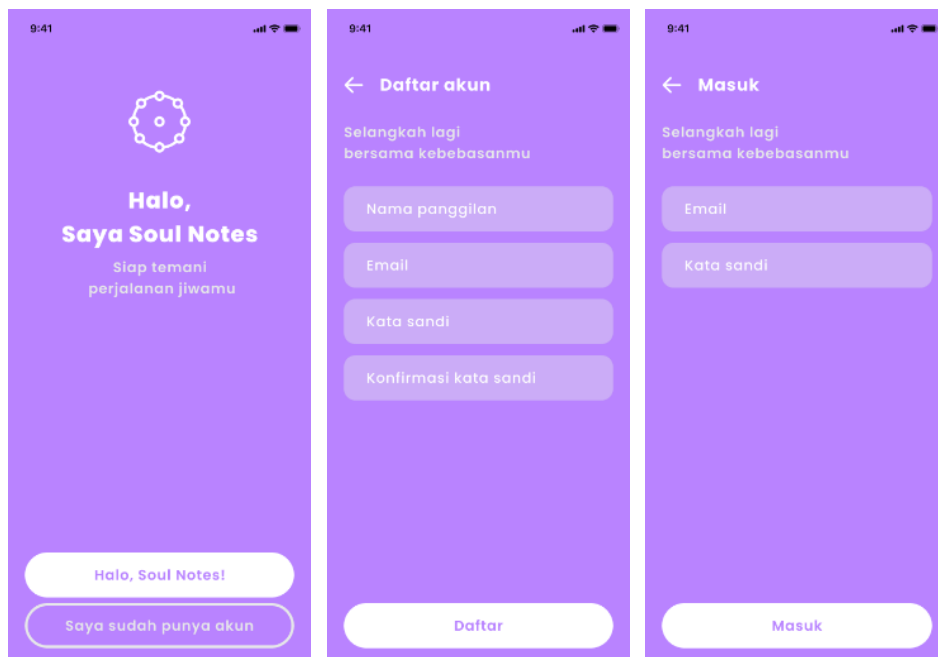 9:41
Halo,
Saya Soul Notes
Siap temani
perjalanan jiwamu
Halo, Soul Notes!
Saya sudah punya akun
9:41
Daftar akun
Selangkah lagi
bersama kebebasanmu
Nama panggilan
Email
Kata sandi
Konfirmasi kata sandi
Daftar
9:41
Masuk
Selangkah lagi
bersama kebebasanmu
Email
Kata sandi
Masuk